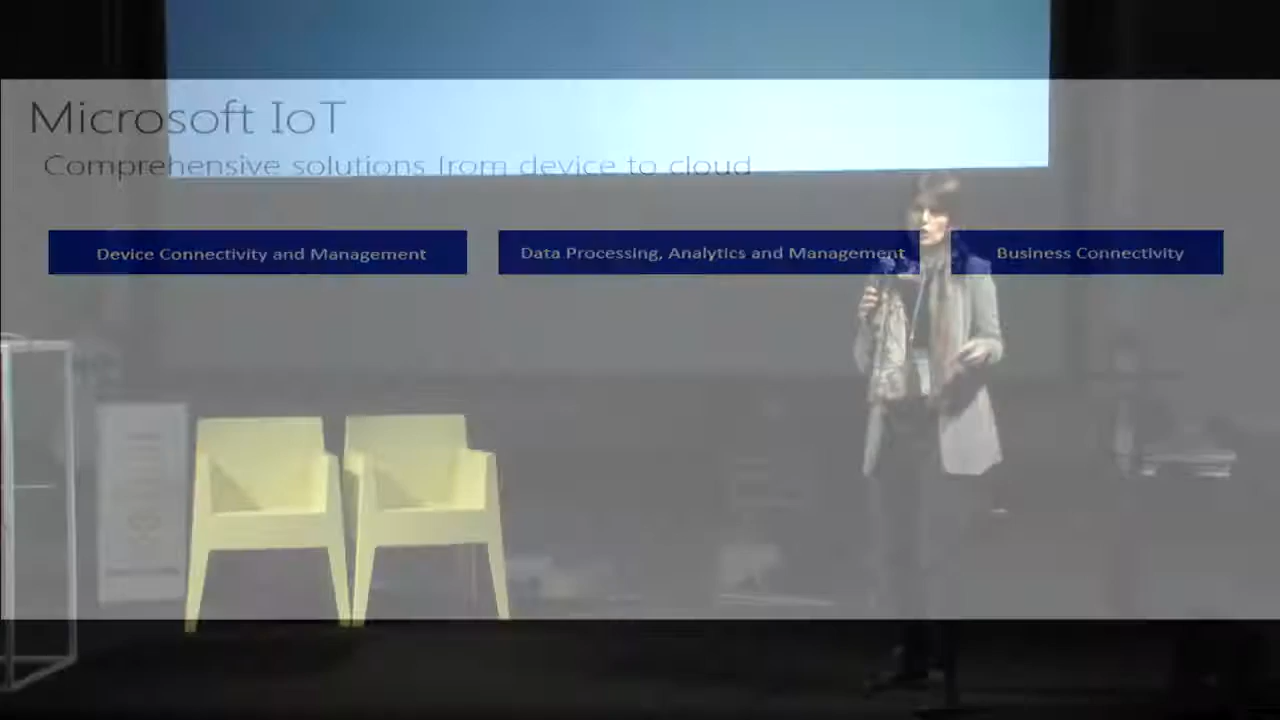 Microsoft IoT
Comprehensive solutions from device to cloud
Device Connectivity and Management
Data Processing, Analytics and Management
Business Connectivity